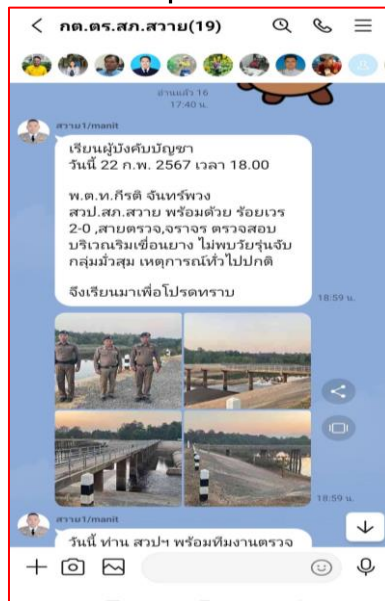 กต.ตร.สภ.สวาย(19)
อ่านแล้ว 16
17:40 น.
สวาย1/manit
เรียนผู้บังคับบัญชา
วันนี้ 22 ก.พ. 2567 เวลา 18.00
พ.ต.ท.กีรติ จันทร์พวง
สวป.สภ.สวาย พร้อมด้วย ร้อยเวร
2-0 ,สายตรวจ,จราจร ตรวจสอบ
บริเวณริมเขื่อนยาง ไม่พบวัยรุ่นจับ
กลุ่มมั่วสุม เหตุการณ์ทั่วไปปกติ
จึงเรียนมาเพื่อโปรดทราบ
18:59 น.
18:59 น.
สวาย1/manit
วันนี้ ท่าน สวปฯ พร้อมทีมงานตรวจ